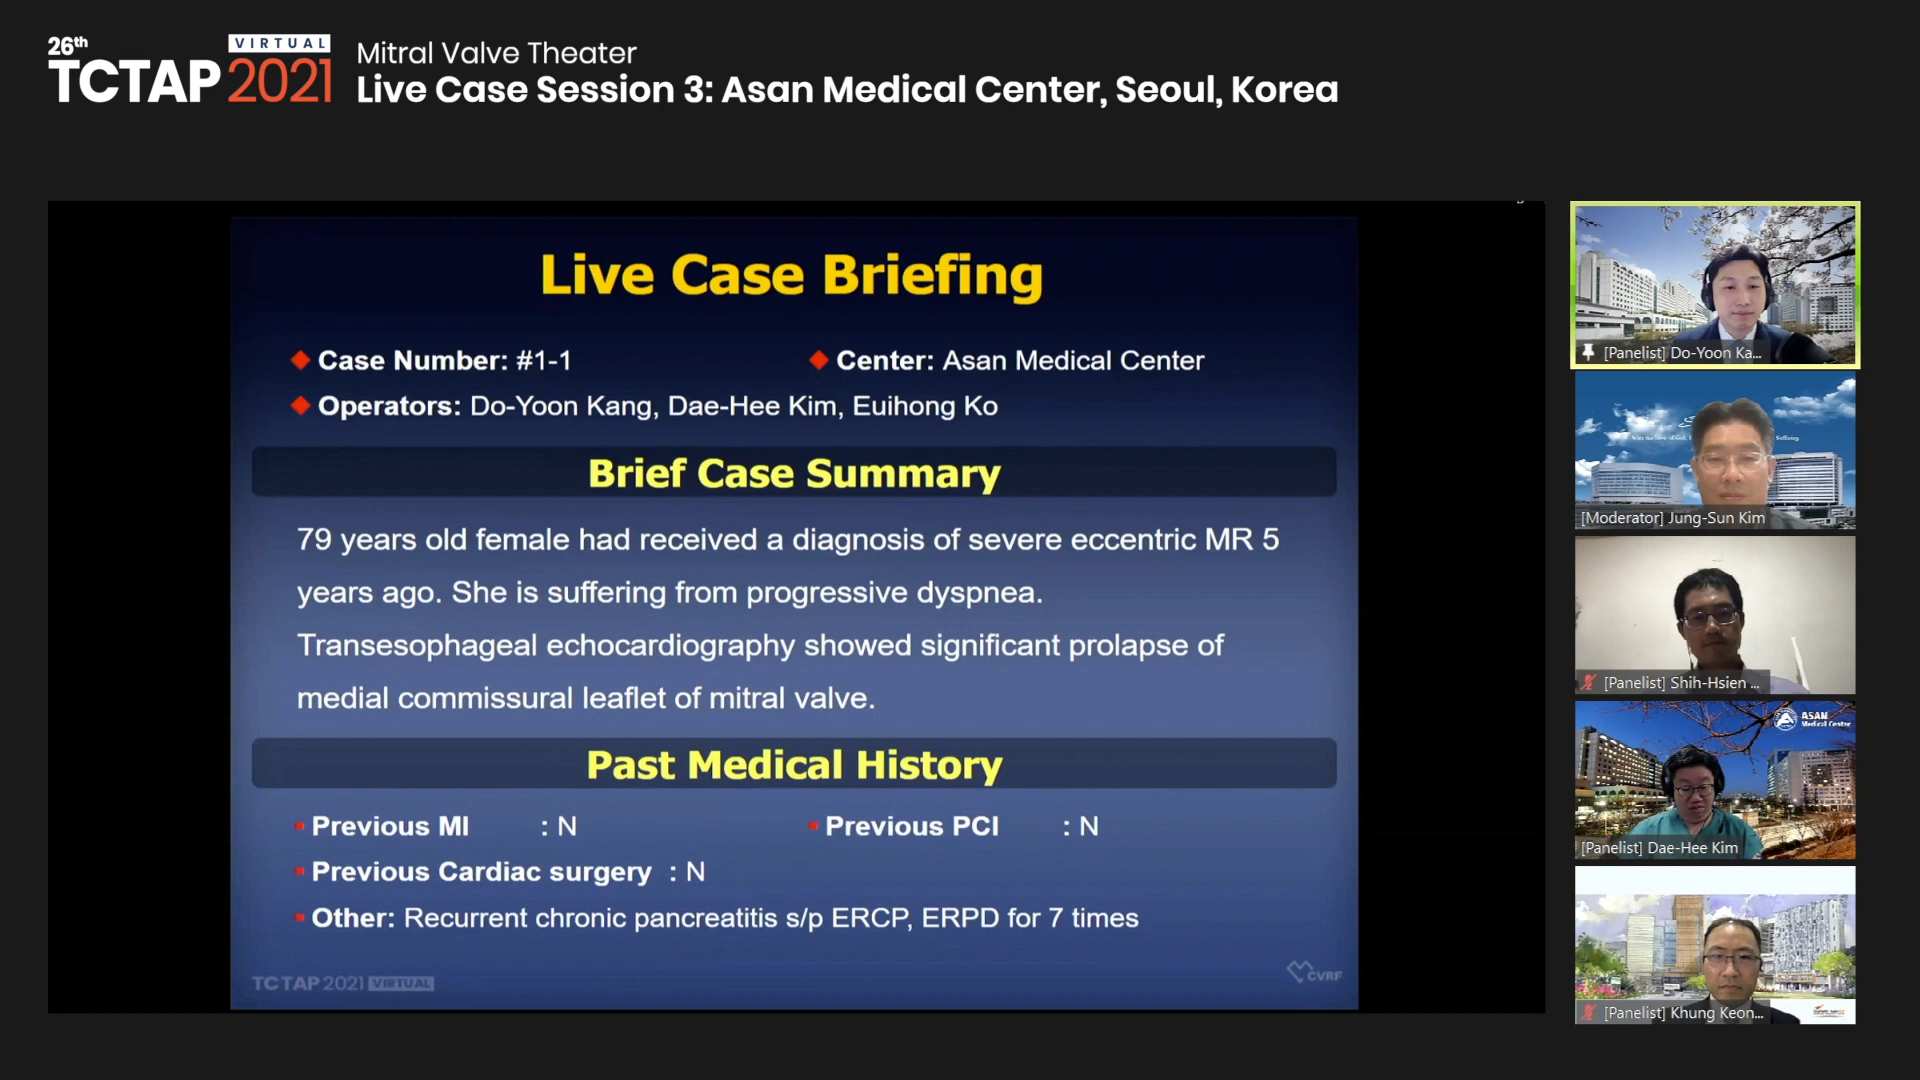 26th
VIRTUAL
TCTAP 2021
Mitral Valve Theater
Live Case Session 3: Asan Medical Center, Seoul, Korea
Live Case Briefing
Case Number: #1-1
Center: Asan Medical Center
Operators: Do-Yoon Kang, Dae-Hee Kim, Euihong Ko
Brief Case Summary
79 years old female had received a diagnosis of severe eccentric MR 5
years ago. She is suffering from progressive dyspnea.
Transesophageal echocardiography showed significant prolapse of
medial commissural leaflet of mitral valve.
Past Medical History
Previous MI : N
Previous PCI : N
Previous Cardiac surgery : N
Other: Recurrent chronic pancreatitis s/p ERCP, ERPD for 7 times
TCTAP 2021 VIRTUAL
CVRF
[Panelist] Do-Yoon Ka...
[Moderator] Jung-Sun Kim
[Panelist] Shih-Hsien ...
ASAN
Medical Center
[Panelist] Dae-Hee Kim
[Panelist] Khung Keon...